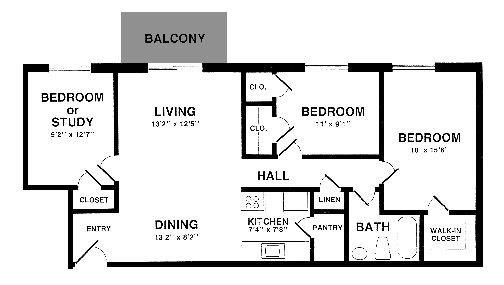 BALCONY
BEDROOM
or
STUDY
9'2" x 12'7"
LIVING
13'2" x 12'5"
CLO.
CLO.
BEDROOM
11' x 9'1"
BEDROOM
10' x 15'6"
HALL
CLOSET
ENTRY
DINING
13'2" x 8'2"
KITCHEN
7'4" x 7'8"
LINEN
PANTRY
BATH
WALK-IN
CLOSET